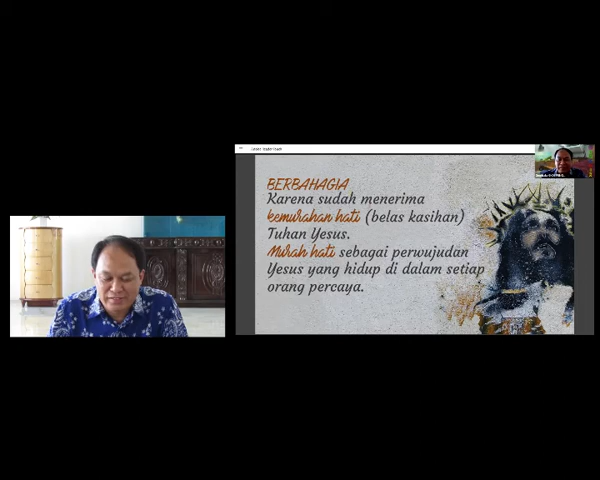 BERBAHAGIA
Karena sudah menerima
kemurahan hati (belas kasihan)
Tuhan Yesus.
Murah hati sebagai perwujudan
Yesus yang hidup di dalam setiap
orang percaya.